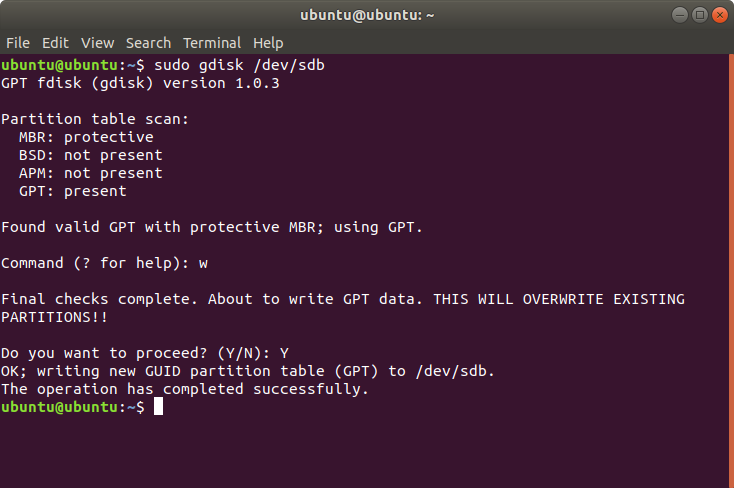 ubuntu@ubuntu: ~
File Edit View Search Terminal Help
ubuntu@ubuntu:~$ sudo gdisk /dev/sdb
GPT fdisk (gdisk) version 1.0.3
Partition table scan:
MBR: protective
BSD: not present
APM: not present
GPT: present
Found valid GPT with protective MBR; using GPT.
Command (? for help): w
Final checks complete. About to write GPT data. THIS WILL OVERWRITE EXISTING
PARTITIONS!!
Do you want to proceed? (Y/N): Y
OK; writing new GUID partition table (GPT) to /dev/sdb.
The operation has completed successfully.
ubuntu@ubuntu:~$